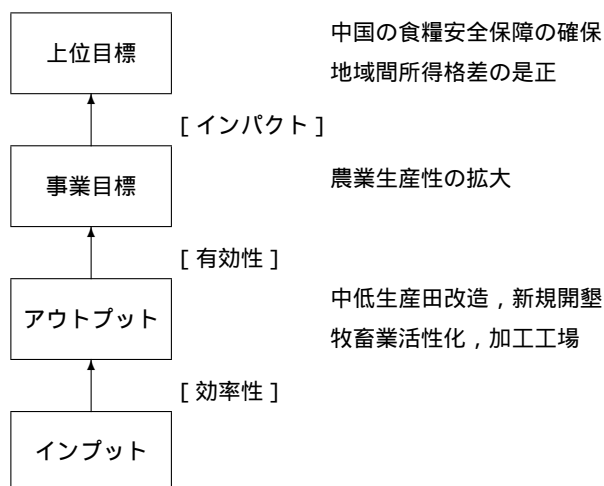 上位目標
中国の食糧安全保障の確保
地域間所得格差の是正
[ インパクト ]
事業目標
農業生産性の拡大
[ 有効性 ]
アウトプット
中低生産田改造 , 新規開墾
牧畜業活性化 , 加工工場
[ 効率性 ]
インプット